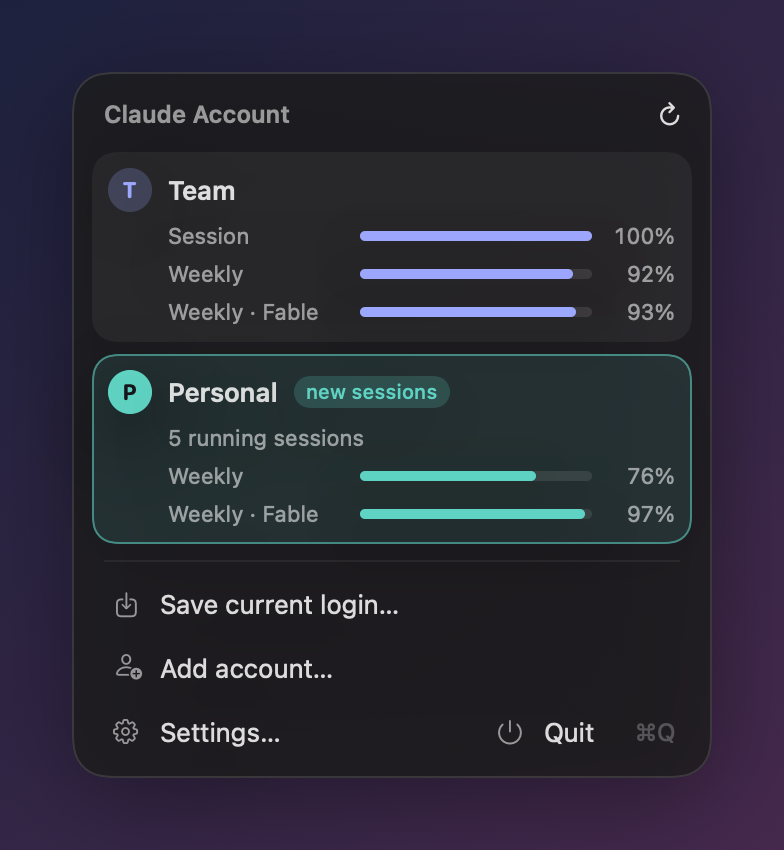 Claude Account
T Team
Session 100%
Weekly 92%
Weekly · Fable 93%
P Personal new sessions
5 running sessions
Weekly 76%
Weekly · Fable 97%
Save current login...
Add account...
Settings... Quit ⌘Q